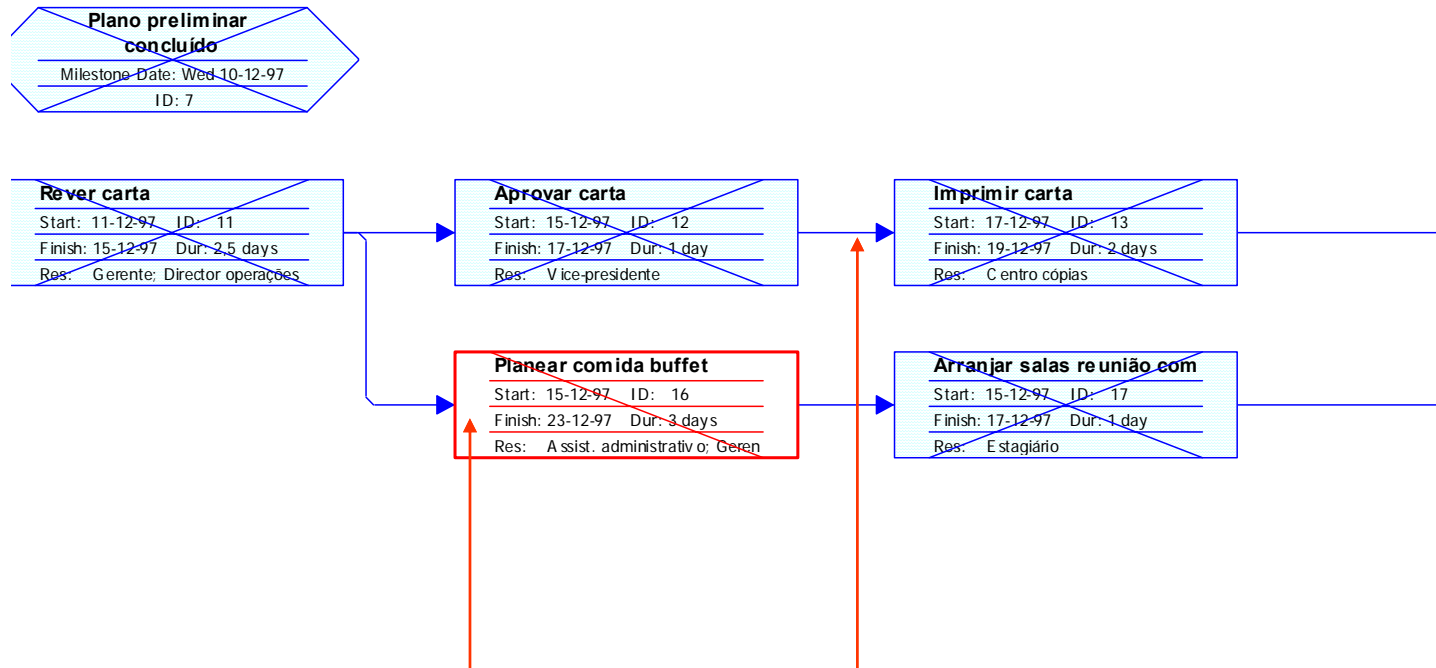 Plano preliminar
concluído
Milestone Date: Wed 10-12-97
ID: 7
Rever carta
Start: 11-12-97 ID: 11
Finish: 15-12-97 Dur: 2,5 days
Res: Gerente; Director operações
Aprovar carta
Start: 15-12-97 ID: 12
Finish: 17-12-97 Dur: 1 day
Res: Vice-presidente
Imprimir carta
Start: 17-12-97 ID: 13
Finish: 19-12-97 Dur: 2 days
Res: Centro cópias
Planear comida buffet
Start: 15-12-97 ID: 16
Finish: 23-12-97 Dur: 3 days
Res: Assist. administrativo; Geren
Arranjar salas reunião com
Start: 15-12-97 ID: 17
Finish: 17-12-97 Dur: 1 day
Res: Estagiário